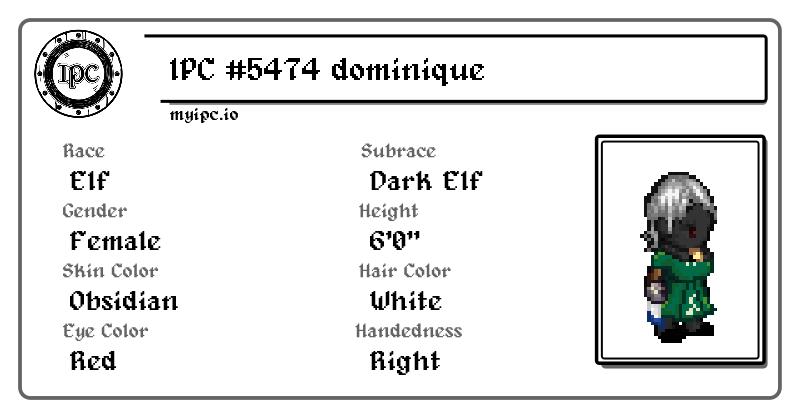 IPC
IPC #5474 dominique
myipc.io
Race
Elf
Subrace
Dark Elf
Gender
Female
Height
6'0"
Skin Color
Obsidian
Hair Color
White
Eye Color
Red
Handedness
Right